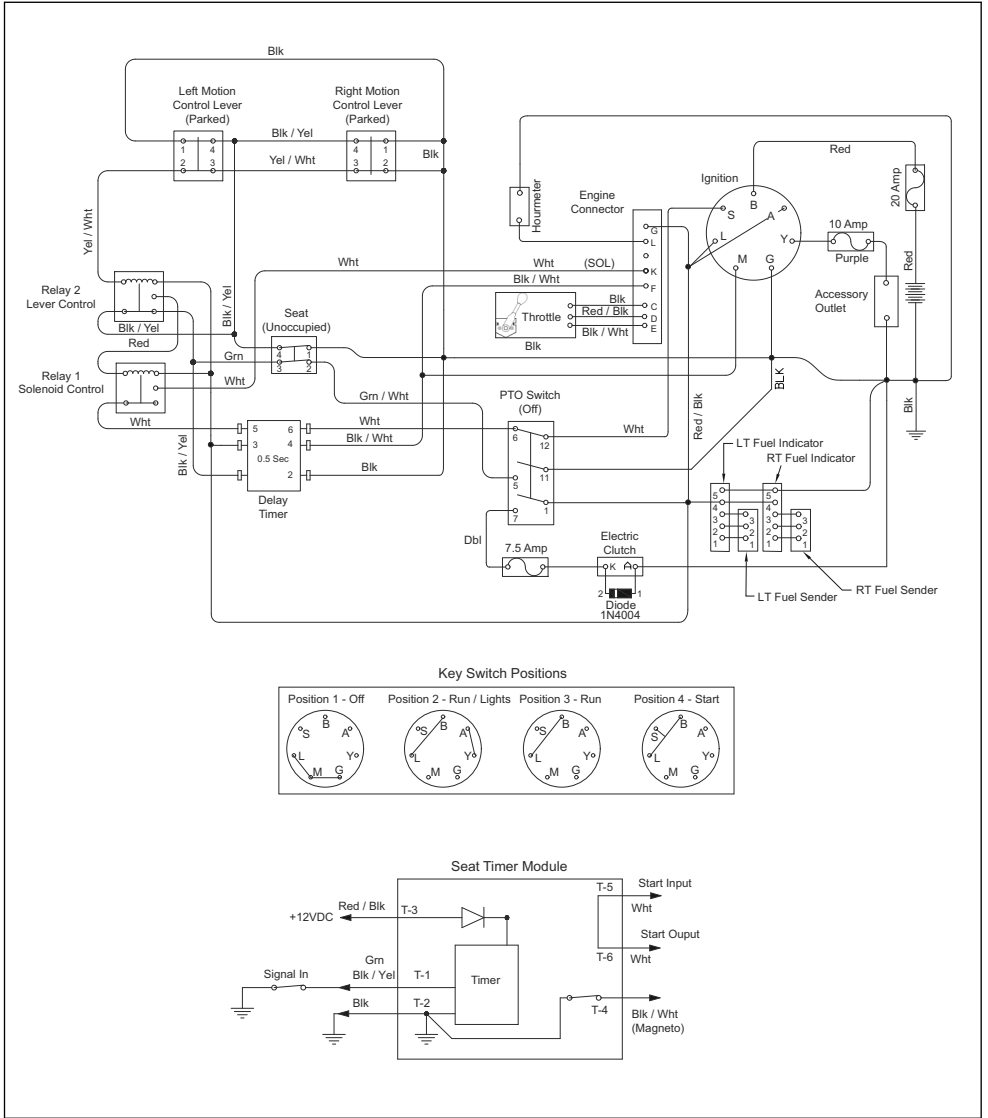 Blk
Left Motion
Control Lever
(Parked)
Right Motion
Control Lever
(Parked)
1
2
4
3
Blk / Yel
Yel / Wht
4
3
1
2
Blk
Yel / Wht
Relay 2
Lever Control
Blk / Yel
Red
Relay 1
Solenoid Control
Wht
Blk / Yel
Grn
Wht
Seat
(Unoccupied)
4
3
1
2
Grn / Wht
Blk / Yel
5
3
6
4
2
0.5 Sec
Delay
Timer
Wht
Blk / Wht
Blk
Wht
Wht
(SOL)
Blk / Wht
Throttle
Blk
Red / Blk
Blk / Wht
Blk
Hourmeter
Engine
Connector
G
L
K
F
C
D
E
Ignition
B
S
A
L
Y
M
G
Red
20 Amp
10 Amp
Purple
Red
Accessory
Outlet
BLK
Blk
PTO Switch
(Off)
6
5
7
12
11
1
Wht
Red / Blk
Dbl
7.5 Amp
Electric
Clutch
K
A
2
1
Diode
1N4004
LT Fuel Indicator
RT Fuel Indicator
5
4
3
2
1
3
2
1
5
4
3
2
1
3
2
1
LT Fuel Sender
RT Fuel Sender
Key Switch Positions
Position 1 - Off
Position 2 - Run / Lights
Position 3 - Run
Position 4 - Start
S
B
A
L
Y
M
G
S
B
A
L
Y
M
G
S
B
A
L
Y
M
G
S
B
A
L
Y
M
G
Seat Timer Module
+12VDC
Red / Blk
T-3
T-5
Start Input
Wht
Start Ouput
T-6
Wht
Signal In
Grn
Blk / Yel
T-1
Timer
Blk
T-2
T-4
Blk / Wht
(Magneto)